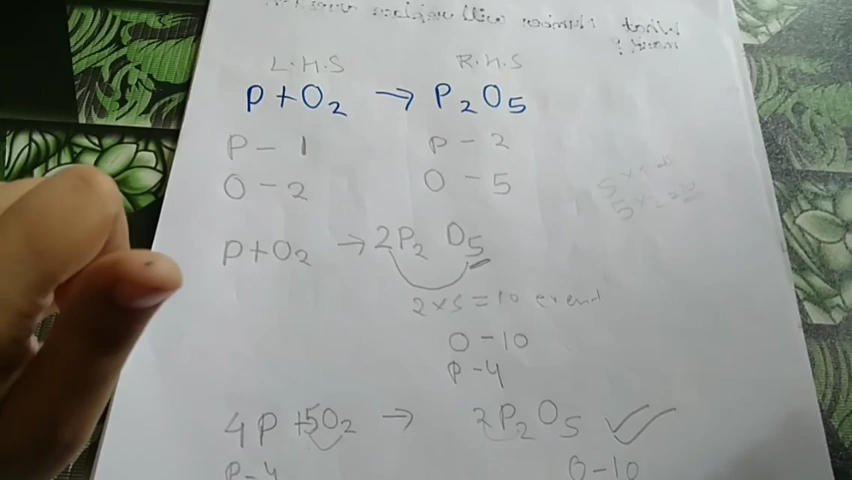 L.H.S R.H.S
P + O2 → P2O5
P - 1 P - 2
O - 2 O - 5
P + O2 → 2P2 O5
2 × 5 = 10
O - 10
P - 4
4P + 5O2 → 2P2O5
P - 4 O - 10